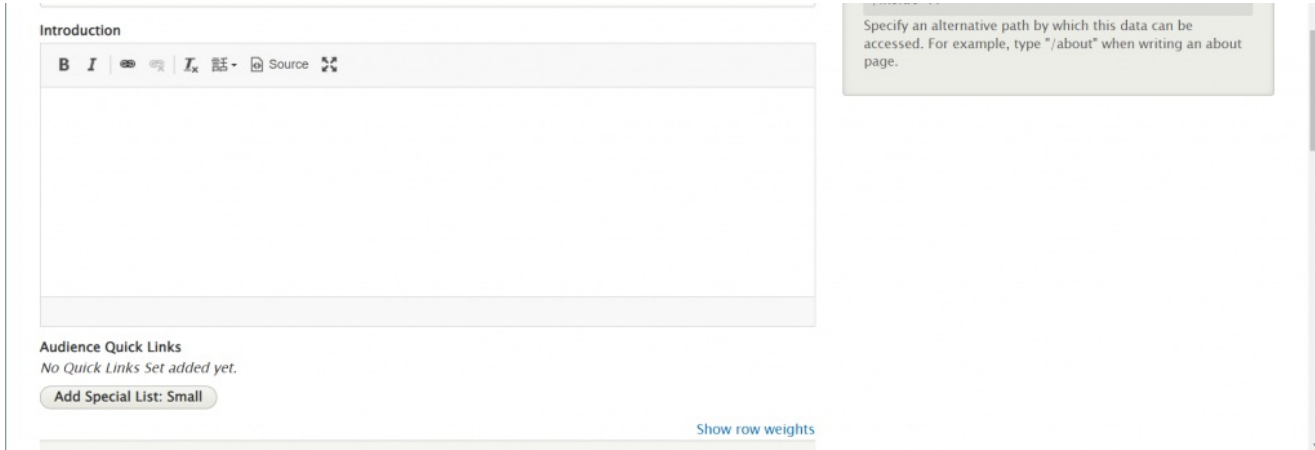 Introduction
B I Tx 話 Source
Audience Quick Links
No Quick Links Set added yet.
Add Special List: Small
Show row weights
Specify an alternative path by which this data can be
accessed. For example, type "/about" when writing an about
page.